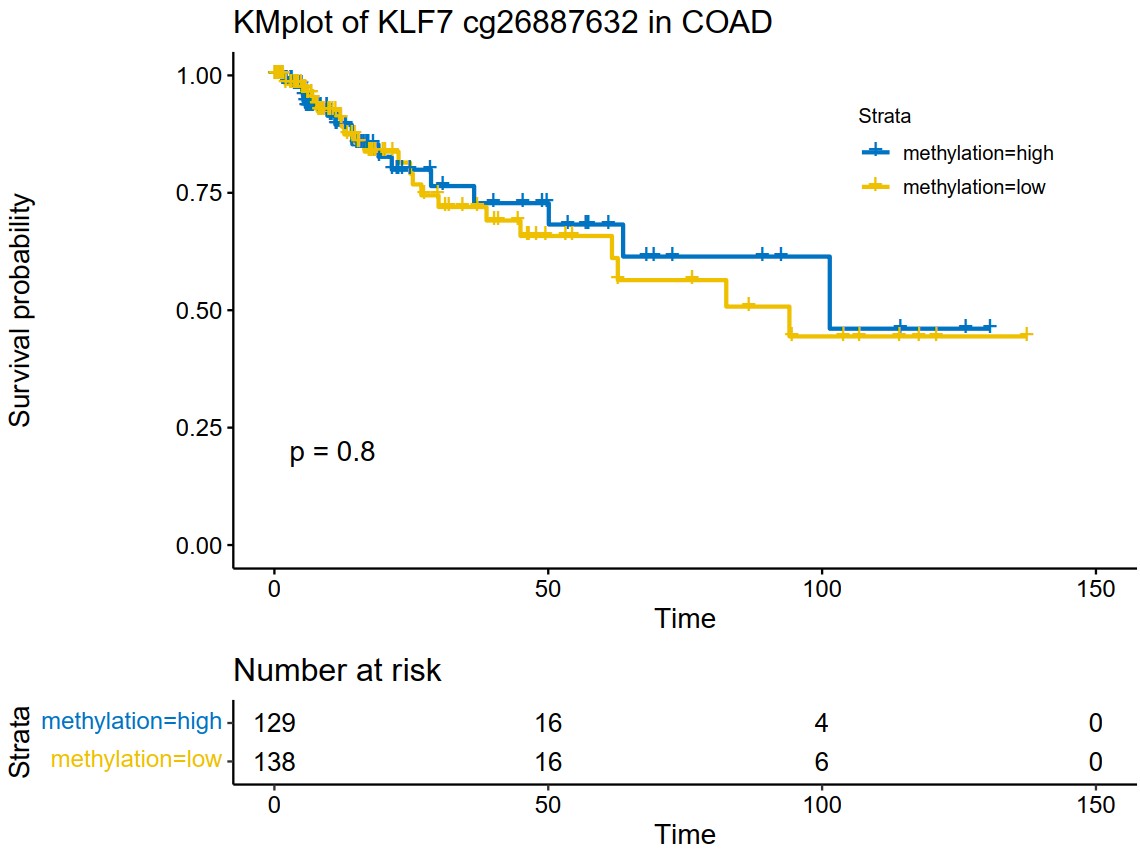 KMplot of KLF7 cg26887632 in COAD
Survival probability
1.00
0.75
0.50
0.25
0.00
Strata
methylation=high
methylation=low
p = 0.8
0 50 100 150
Time
Number at risk
Strata
methylation=high 129 16 4 0
methylation=low 138 16 6 0
0 50 100 150
Time